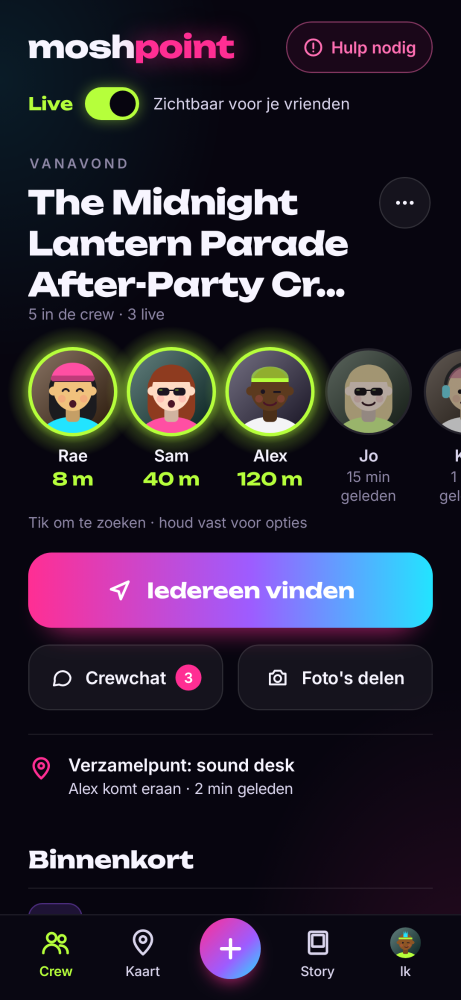 moshpoint
Hulp nodig
Live
Zichtbaar voor je vrienden
VANAVOND
The Midnight
Lantern Parade
After-Party Cr...
5 in de crew · 3 live
Rae
8 m
Sam
40 m
Alex
120 m
Jo
15 min
geleden
K
1
gel
Tik om te zoeken · houd vast voor opties
Iedereen vinden
Crewchat 3
Foto's delen
Verzamelpunt: sound desk
Alex komt eraan · 2 min geleden
Binnenkort
Crew
Kaart
Story
Ik